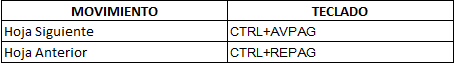 MOVIMIENTO TECLADO
Hoja Siguiente CTRL+AVPAG
Hoja Anterior CTRL+REPAG